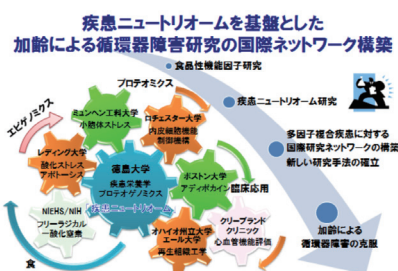 疾患ニュートリオームを基盤とした
加齢による循環器障害研究の国際ネットワーク構築
食品性機能因子研究
プロテオミクス
エピゲノミクス
ミュンヘン工科大学
小胞体ストレス
ロチェスター大学
内皮細胞機能
制御機構
疾患ニュートリオーム研究
レディング大学
酸化ストレス
アポトーシス
徳島大学
疾患栄養学
プロテオゲノミクス
疾患ニュートリオーム
ボストン大学
アディポカイン
臨床応用
多因子複合疾患に対する
国際研究ネットワークの構築
新しい研究手法の確立
NIEHS/NIH
フリーラジカル
一酸化窒素
オハイオ州立大学
エール大学
再生組織工学
クリーブランド
クリニック
心血管機能評価
加齢による
循環器障害の克服
食